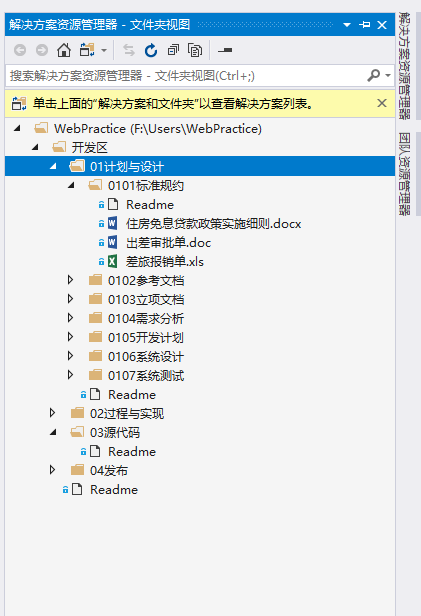 解决方案资源管理器 - 文件夹视图
搜索解决方案资源管理器 - 文件夹视图(Ctrl+;)
单击上面的“解决方案和文件夹”以查看解决方案列表。
WebPractice (F:\Users\WebPractice)
开发区
01计划与设计
0101标准规约
Readme
住房免息贷款政策实施细则.docx
出差审批单.doc
差旅报销单.xls
0102参考文档
0103立项文档
0104需求分析
0105开发计划
0106系统设计
0107系统测试
Readme
02过程与实现
03源代码
Readme
04发布
Readme
解决方案资源管理器
团队资源管理器